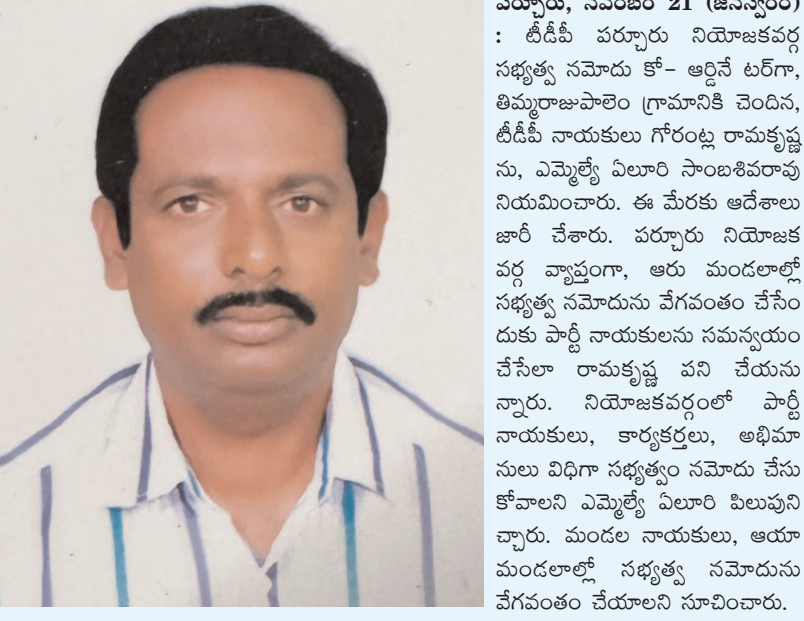 పర్చూరు, నవంబరు 21 (జనస్వరం)
: టీడీపీ పర్చూరు నియోజకవర్గ
సభ్యత్వ నమోదు కో– ఆర్డినే టర్‌గా,
తిమ్మరాజుపాలెం గ్రామానికి చెందిన,
టీడీపీ నాయకులు గోరంట్ల రామకృష్ణ
ను, ఎమ్మెల్యే ఏలూరి సాంబశివరావు
నియమించారు. ఈ మేరకు ఆదేశాలు
జారీ చేశారు. పర్చూరు నియోజక
వర్గ వ్యాప్తంగా, ఆరు మండలాల్లో
సభ్యత్వ నమోదును వేగవంతం చేసేం
దుకు పార్టీ నాయకులను సమన్వయం
చేసేలా రామకృష్ణ పని చేయను
న్నారు. నియోజకవర్గంలో పార్టీ
నాయకులు, కార్యకర్తలు, అభిమా
నులు విధిగా సభ్యత్వం నమోదు చేసు
కోవాలని ఎమ్మెల్యే ఏలూరి పిలుపుని
చ్చారు. మండల నాయకులు, ఆయా
మండలాల్లో సభ్యత్వ నమోదును
వేగవంతం చేయాలని సూచించారు.